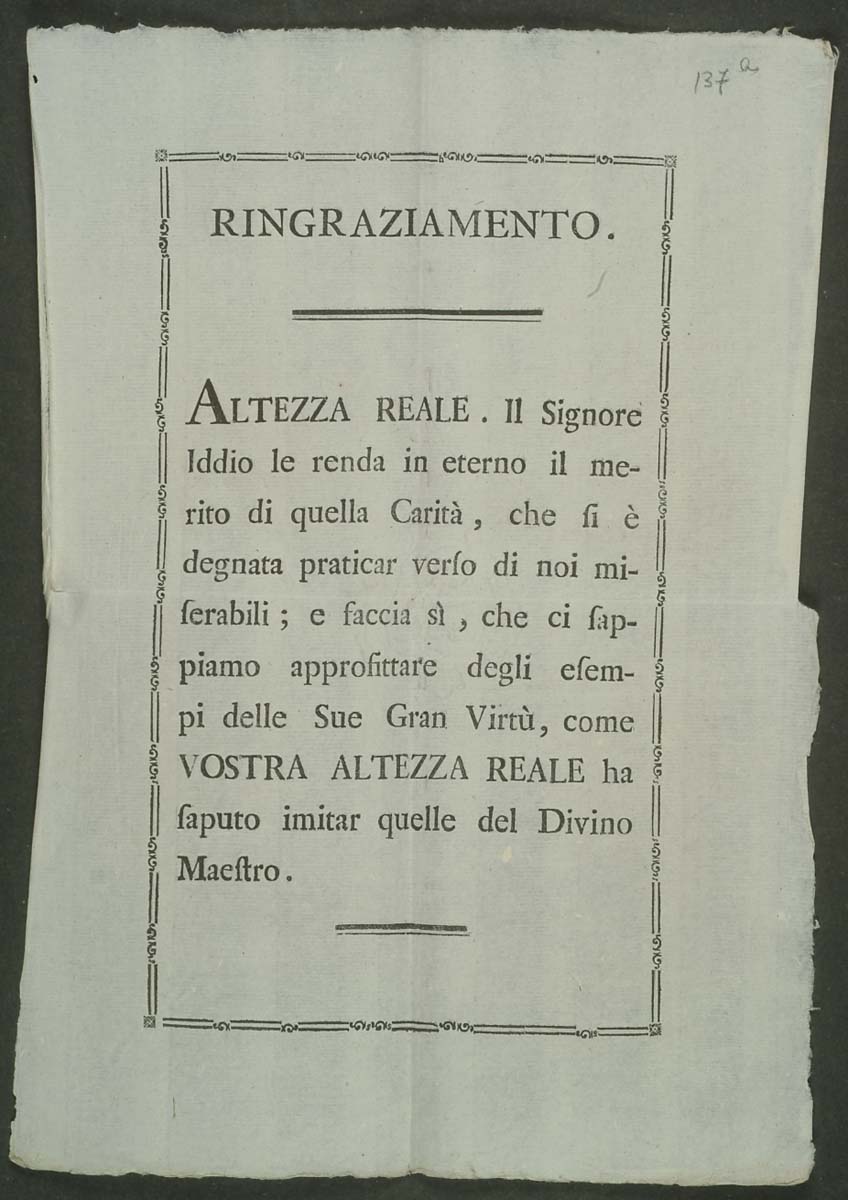 137 a
RINGRAZIAMENTO.
ALTEZZA REALE. Il Signore
Iddio le renda in eterno il me-
rito di quella Carità, che ſi è
degnata praticar verſo di noi mi-
ſerabili; e faccia sì, che ci ſap-
piamo approfittare degli eſem-
pi delle Sue Gran Virtù, come
VOSTRA ALTEZZA REALE ha
ſaputo imitar quelle del Divino
Maeſtro.